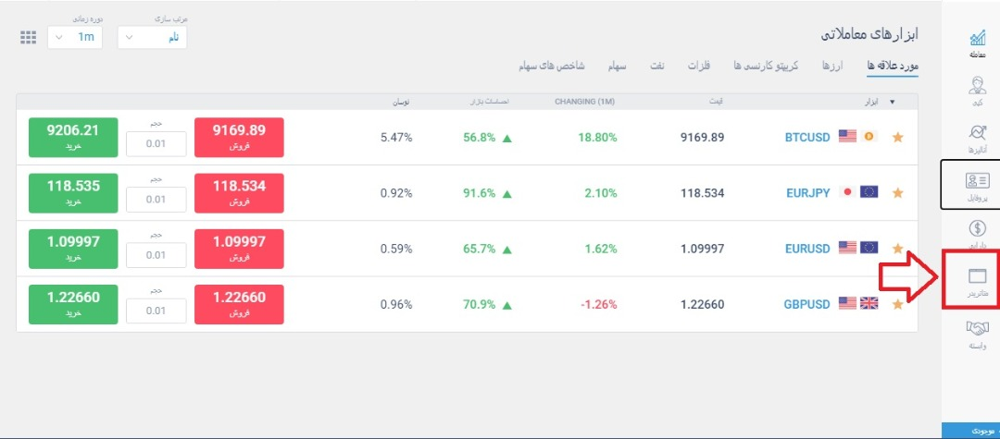 مرتب سازی
دوره زمانی
نام
1m
ابزارهای معاملاتی
مورد علاقه ها
ارزها
کریپتو کارنسی ها
فلزات
نفت
سهام
شاخص های سهام
ابزار
قیمت
CHANGING (1M)
احساسات بازار
نوسان
BTCUSD
9169.89
18.80%
56.8%
5.47%
9169.89
فروش
حجم
0.01
9206.21
خرید
EURJPY
118.534
2.10%
91.6%
0.92%
118.534
فروش
حجم
0.01
118.535
خرید
EURUSD
1.09997
1.62%
65.7%
0.59%
1.09997
فروش
حجم
0.01
1.09997
خرید
GBPUSD
1.22660
-1.26%
70.9%
0.96%
1.22660
فروش
حجم
0.01
1.22660
خرید
معامله
کپی
آنالیزها
پروفایل
متاتریدر
وابسته
موجودی